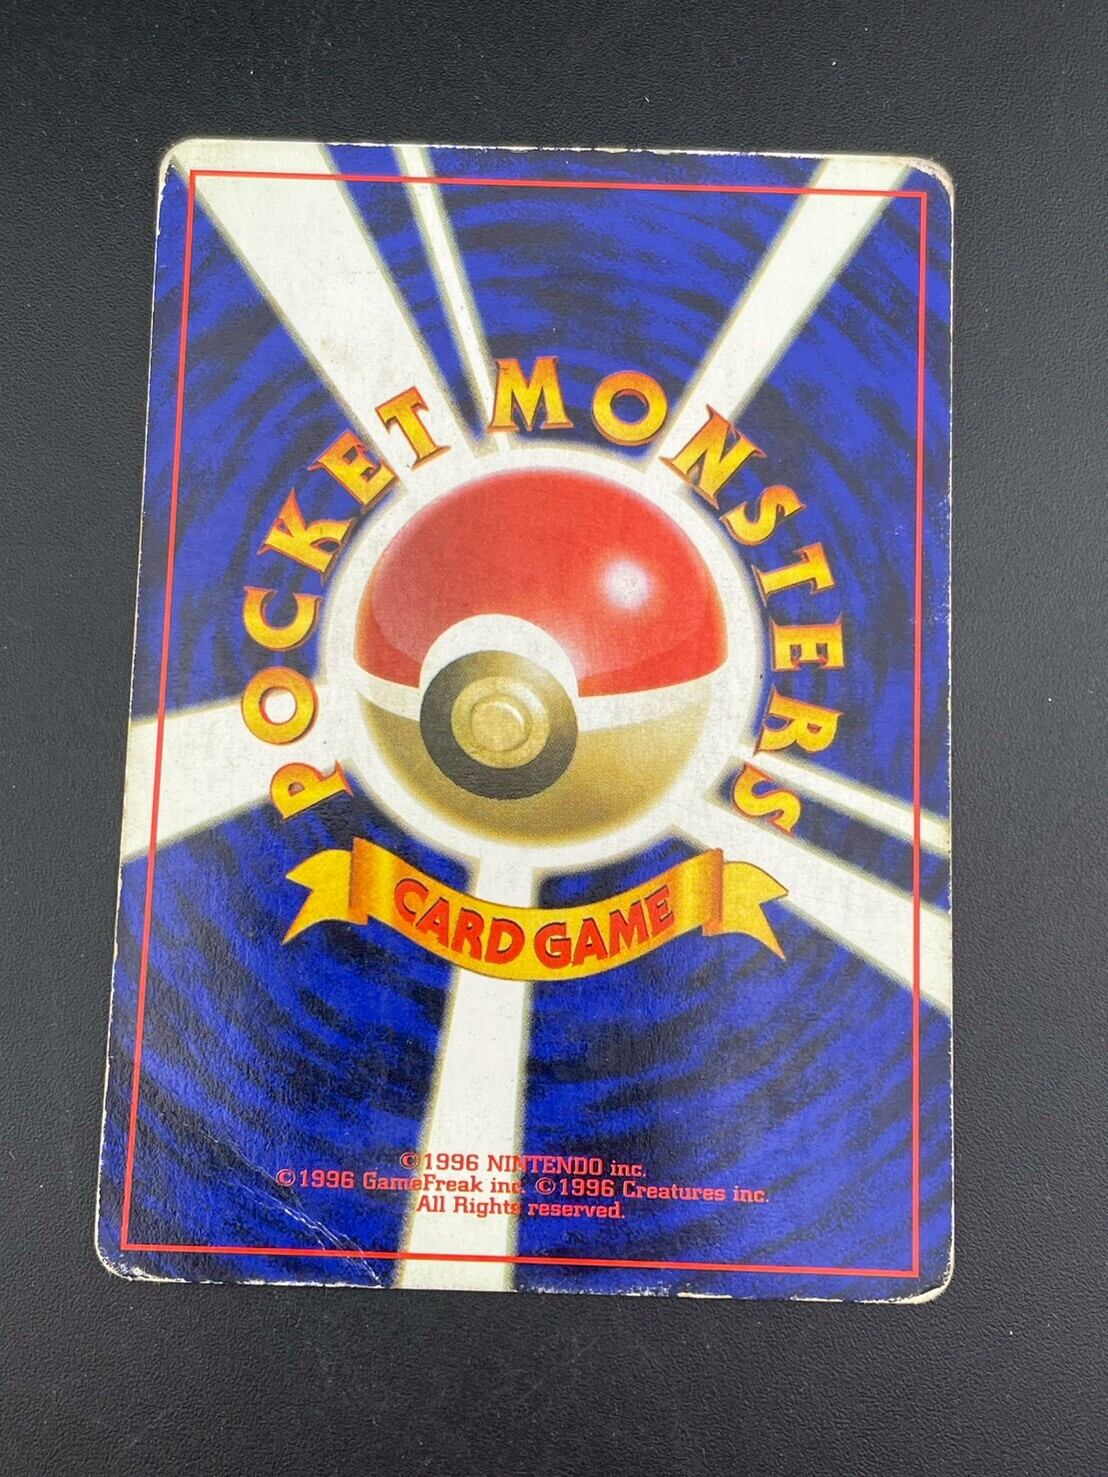 POCKET MONSTERS
CARD GAME
©1996 NINTENDO inc.
©1996 GameFreak inc. ©1996 Creatures inc.
All Rights reserved.